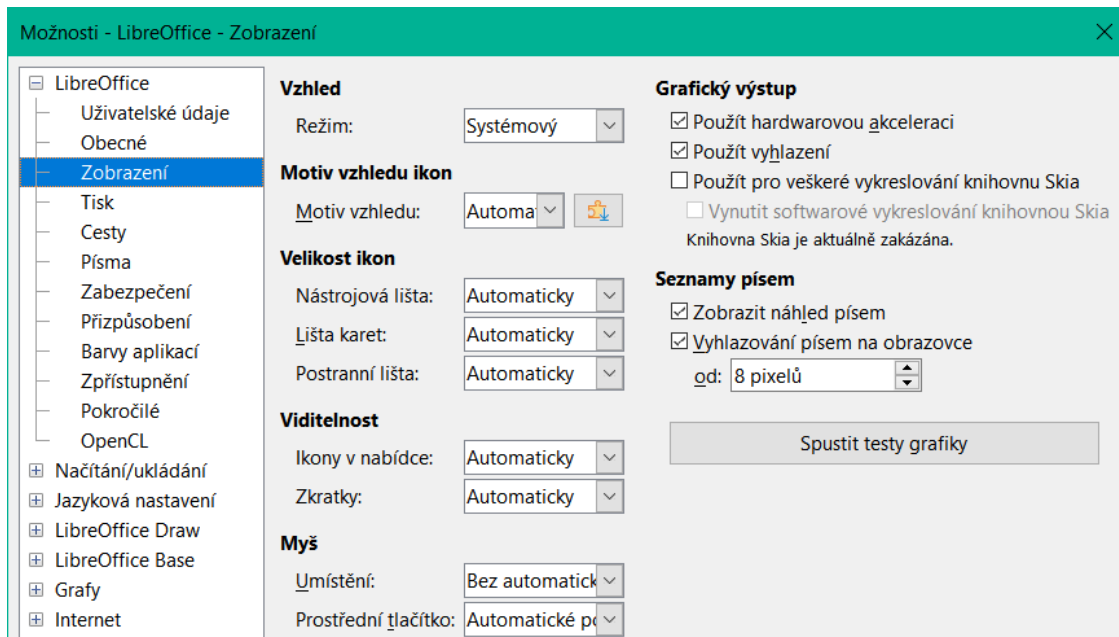 Možnosti - LibreOffice - Zobrazení
LibreOffice
Uživatelské údaje
Obecné
Zobrazení
Tisk
Cesty
Písma
Zabezpečení
Přizpůsobení
Barvy aplikací
Zpřístupnění
Pokročilé
OpenCL
Načítání/ukládání
Jazyková nastavení
LibreOffice Draw
LibreOffice Base
Grafy
Internet
Vzhled
Režim: Systémový
Motiv vzhledu ikon
Motiv vzhledu: Automa
Velikost ikon
Nástrojová lišta: Automaticky
Lišta karet: Automaticky
Postranní lišta: Automaticky
Viditelnost
Ikony v nabídce: Automaticky
Zkratky: Automaticky
Myš
Umístění: Bez automatick
Prostřední tlačítko: Automatické po
Grafický výstup
Použít hardwarovou akceleraci
Použít vyhlazení
Použít pro veškeré vykreslování knihovnu Skia
Vynutit softwarové vykreslování knihovnou Skia
Knihovna Skia je aktuálně zakázána.
Seznamy písem
Zobrazit náhled písem
Vyhlazování písem na obrazovce
od: 8 pixelů
Spustit testy grafiky